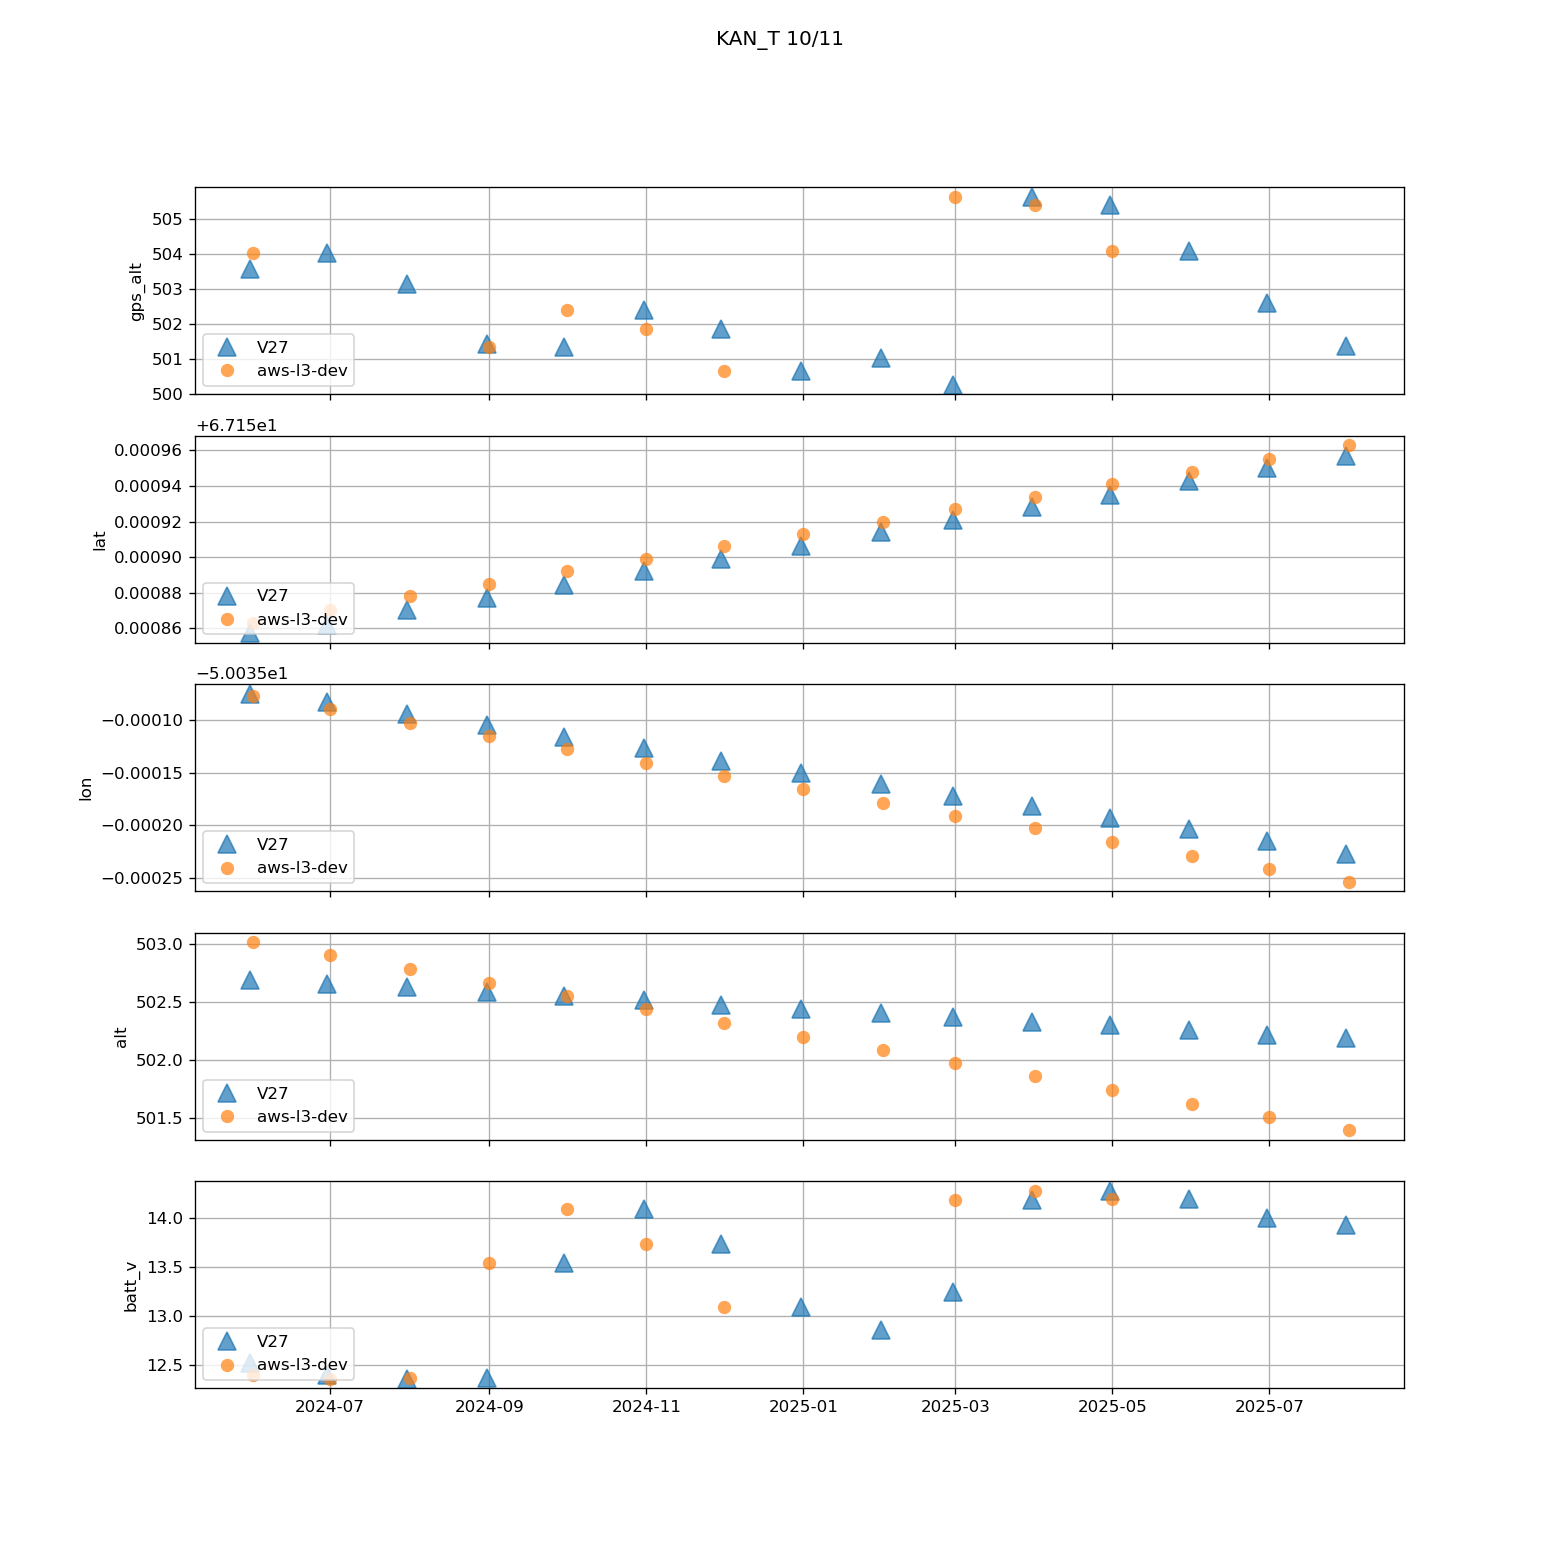 KAN_T 10/11
gps_alt
505
504
503
502
501
500
V27
aws-l3-dev
+6.715e1
lat
0.00096
0.00094
0.00092
0.00090
0.00088
0.00086
V27
aws-l3-dev
−5.0035e1
lon
−0.00010
−0.00015
−0.00020
−0.00025
V27
aws-l3-dev
alt
503.0
502.5
502.0
501.5
V27
aws-l3-dev
batt_v
14.0
13.5
13.0
12.5
V27
aws-l3-dev
2024-07 2024-09 2024-11 2025-01 2025-03 2025-05 2025-07